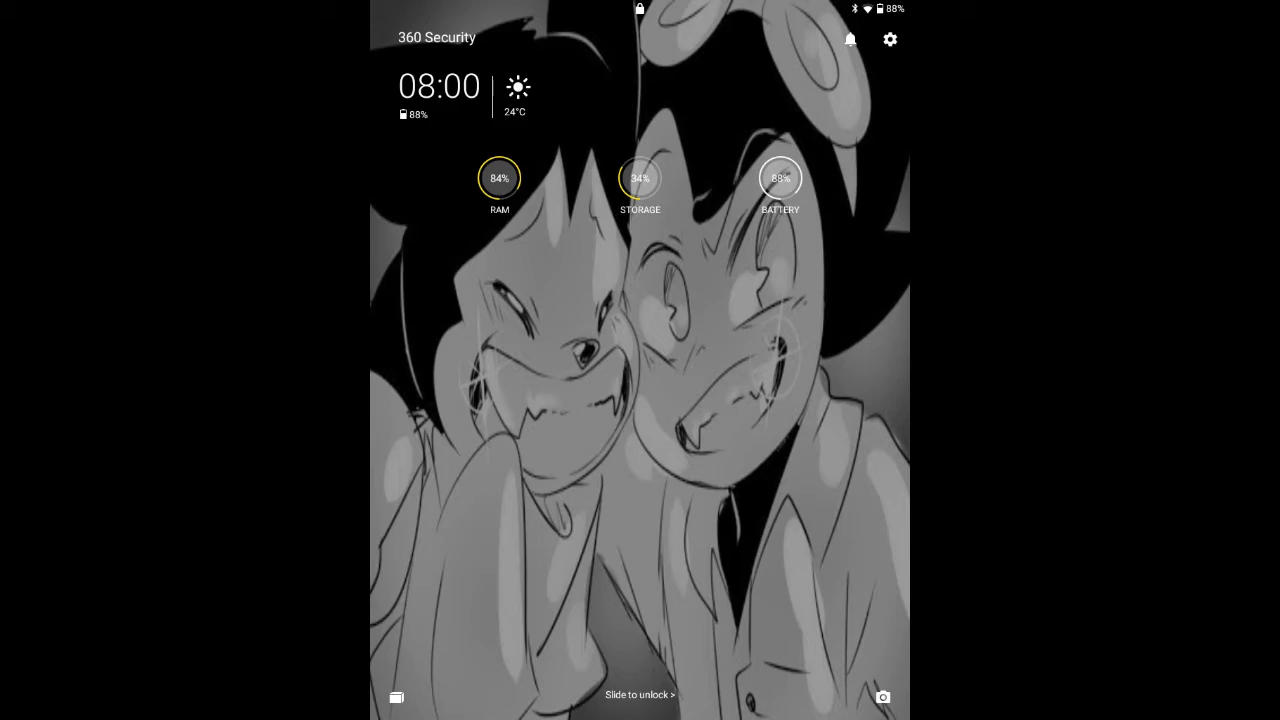 88%
360 Security
08:00
88%
24°C
84%
34%
88%
RAM
STORAGE
BATTERY
Slide to unlock >